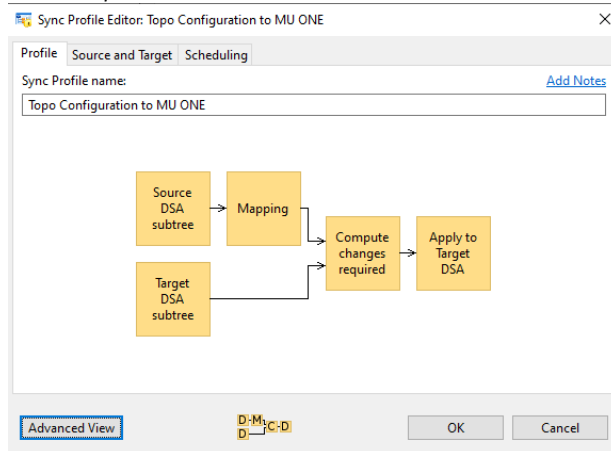 Sync Profile Editor: Topo Configuration to MU ONE
Profile
Source and Target
Scheduling
Sync Profile name:
Add Notes
Topo Configuration to MU ONE
Source
DSA
subtree
Mapping
Compute
changes
required
Apply to
Target
DSA
Target
DSA
subtree
Advanced View
D-M
D
C-D
OK
Cancel